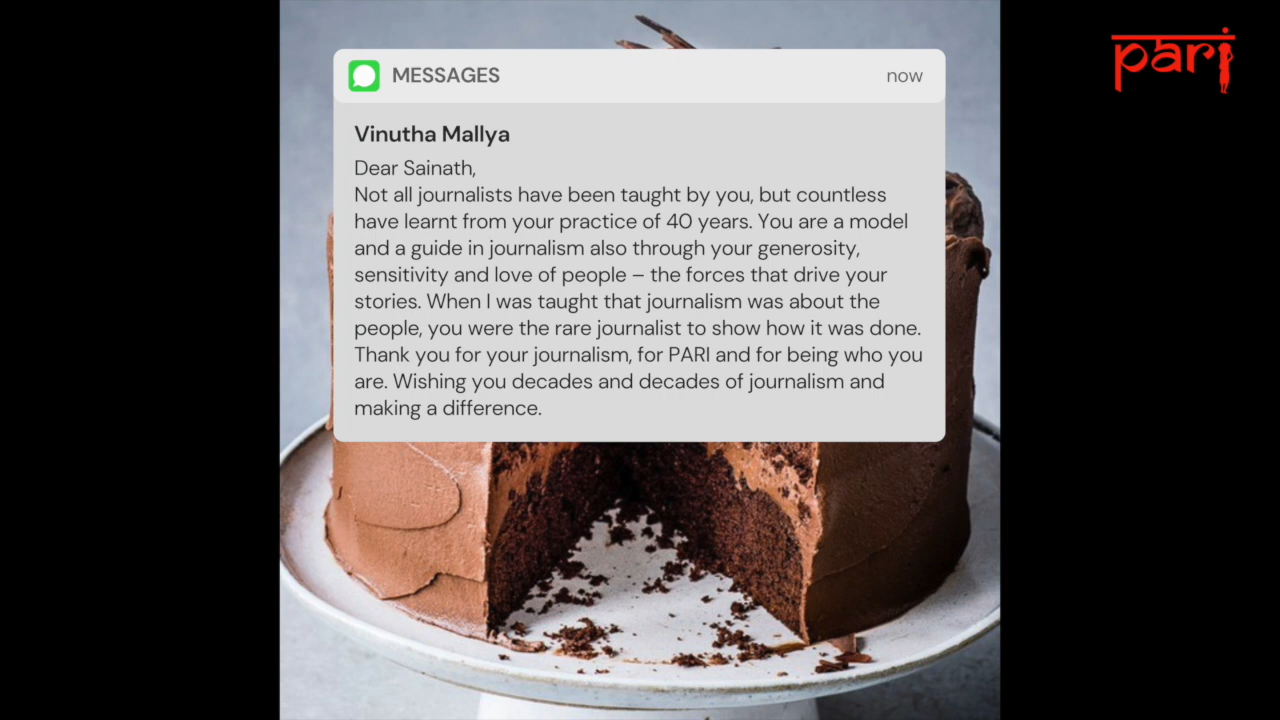 pari
MESSAGES
now
Vinutha Mallya
Dear Sainath,
Not all journalists have been taught by you, but countless
have learnt from your practice of 40 years. You are a model
and a guide in journalism also through your generosity,
sensitivity and love of people – the forces that drive your
stories. When I was taught that journalism was about the
people, you were the rare journalist to show how it was done.
Thank you for your journalism, for PARI and for being who you
are. Wishing you decades and decades of journalism and
making a difference.